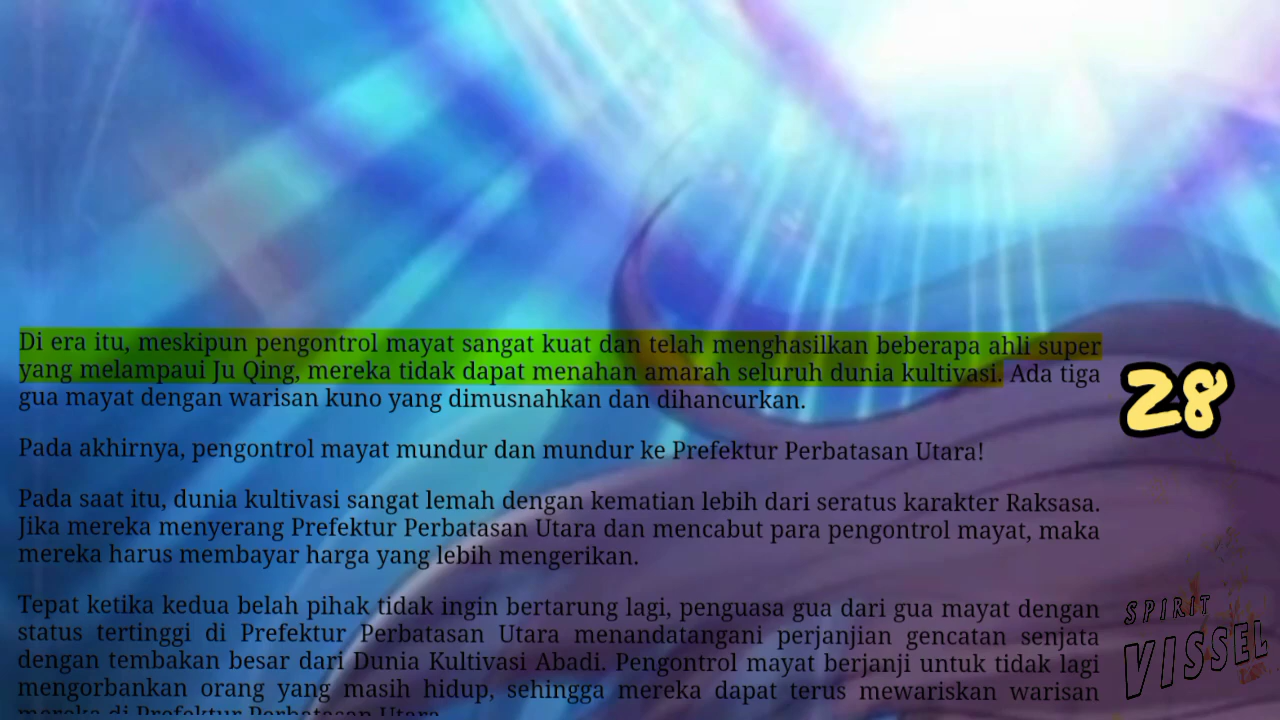 Di era itu, meskipun pengontrol mayat sangat kuat dan telah menghasilkan beberapa ahli super
yang melampaui Ju Qing, mereka tidak dapat menahan amarah seluruh dunia kultivasi. Ada tiga
gua mayat dengan warisan kuno yang dimusnahkan dan dihancurkan.
28
Pada akhirnya, pengontrol mayat mundur dan mundur ke Prefektur Perbatasan Utara!
Pada saat itu, dunia kultivasi sangat lemah dengan kematian lebih dari seratus karakter Raksasa.
Jika mereka menyerang Prefektur Perbatasan Utara dan mencabut para pengontrol mayat, maka
mereka harus membayar harga yang lebih mengerikan.
Tepat ketika kedua belah pihak tidak ingin bertarung lagi, penguasa gua dari gua mayat dengan
status tertinggi di Prefektur Perbatasan Utara menandatangani perjanjian gencatan senjata
dengan tembakan besar dari Dunia Kultivasi Abadi. Pengontrol mayat berjanji untuk tidak lagi
mengorbankan orang yang masih hidup, sehingga mereka dapat terus mewariskan warisan
mereka di Prefektur Perbatasan Utara.
SPIRIT
VISSEL